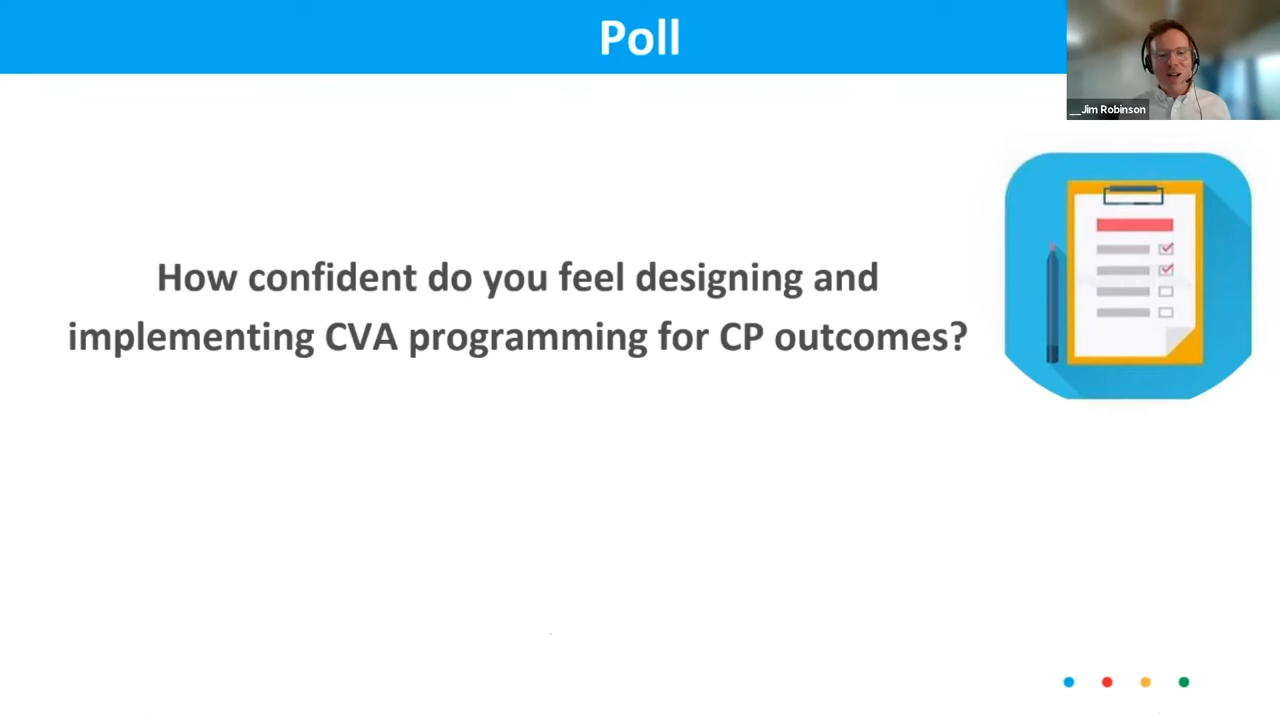 Poll
__Jim Robinson
How confident do you feel designing and
implementing CVA programming for CP outcomes?